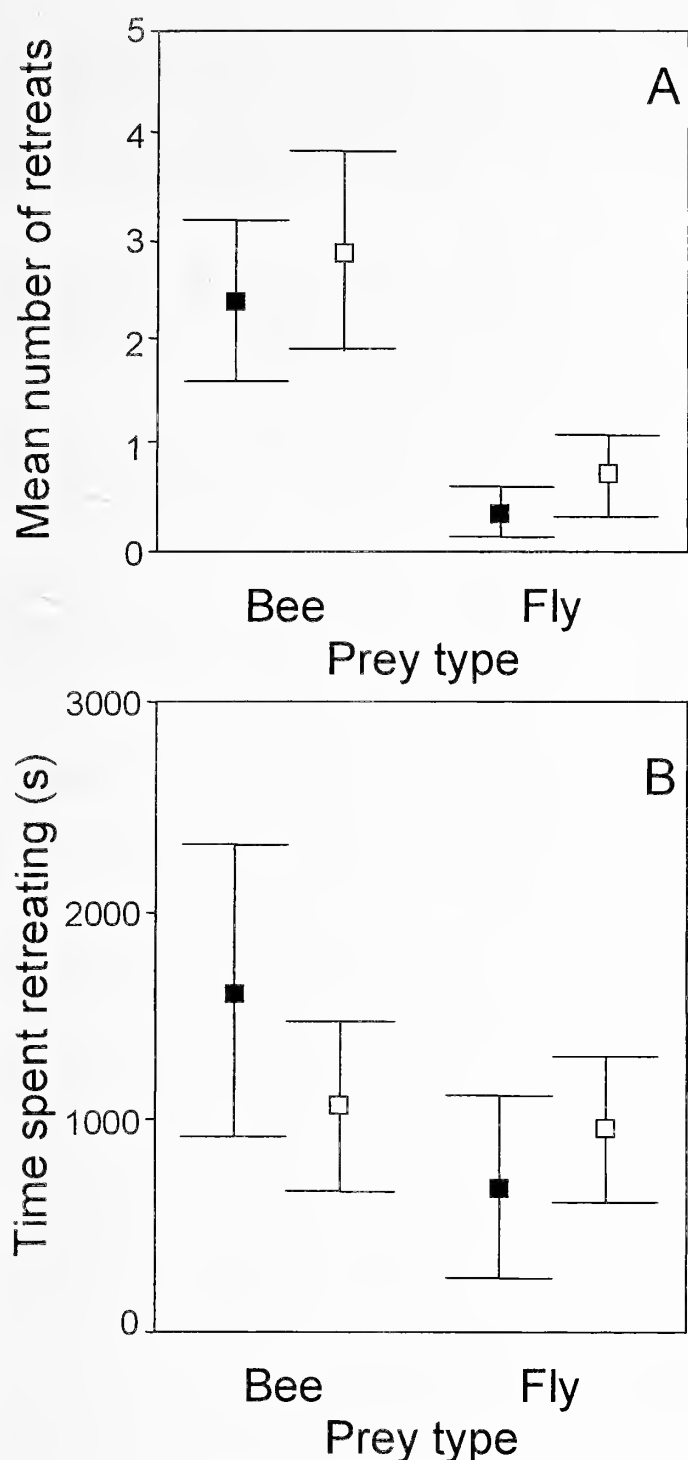 Mean number of retreats
5
4
3
2
1
0
A
Bee Fly
Prey type
Time spent retreating (s)
3000
2000
1000
0
B
Bee Fly
Prey type